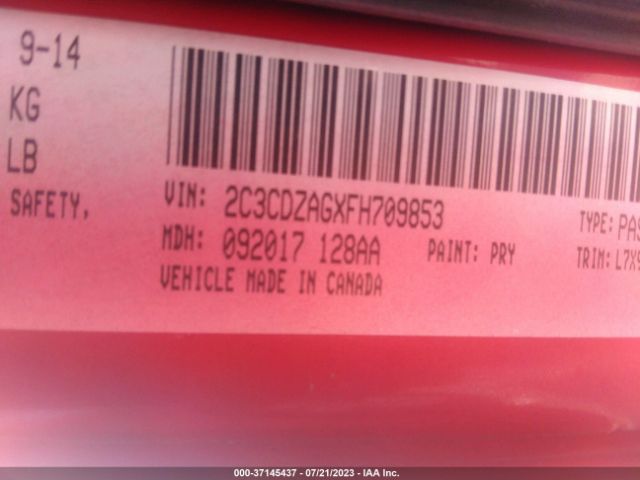 9-14
KG
LB
SAFETY,
VIN: 2C3CDZAGXFH709853
TYPE: PAS
MDH: 092017 128AA
PAINT: PRY
TRIM: L7X9
VEHICLE MADE IN CANADA
000-37145437 - 07/21/2023 - IAA Inc.